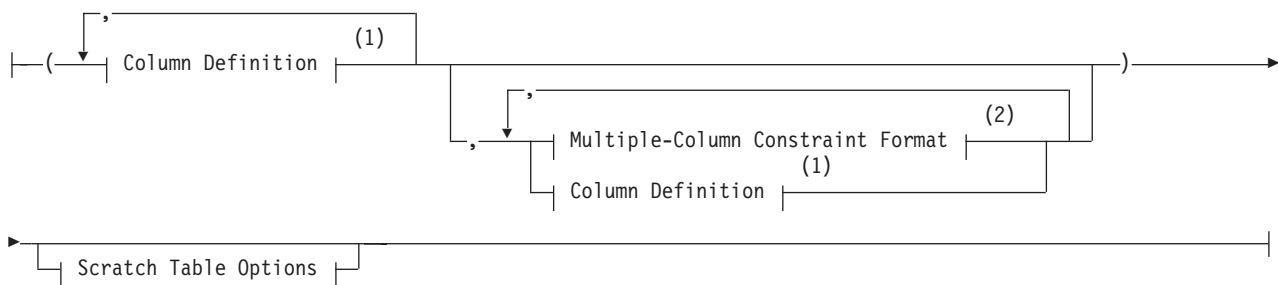 ,
(1)
( Column Definition )
,
(2)
, Multiple-Column Constraint Format
(1)
Column Definition
Scratch Table Options